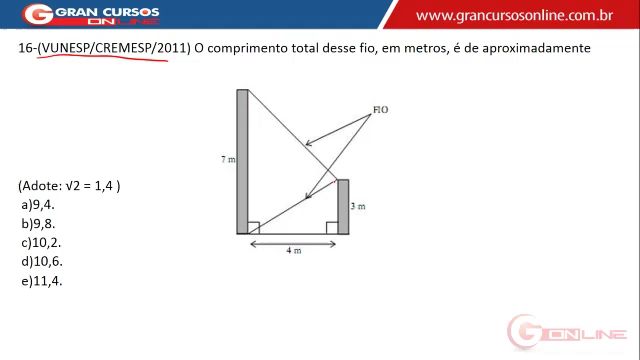 GRAN CURSOS
ONLINE
www.grancursosonline.com.br
16-(VUNESP/CREMESP/2011) O comprimento total desse fio, em metros, é de aproximadamente
FIO
7 m
3 m
4 m
(Adote: √2 = 1,4 )
a)9,4.
b)9,8.
c)10,2.
d)10,6.
e)11,4.
ONLINE